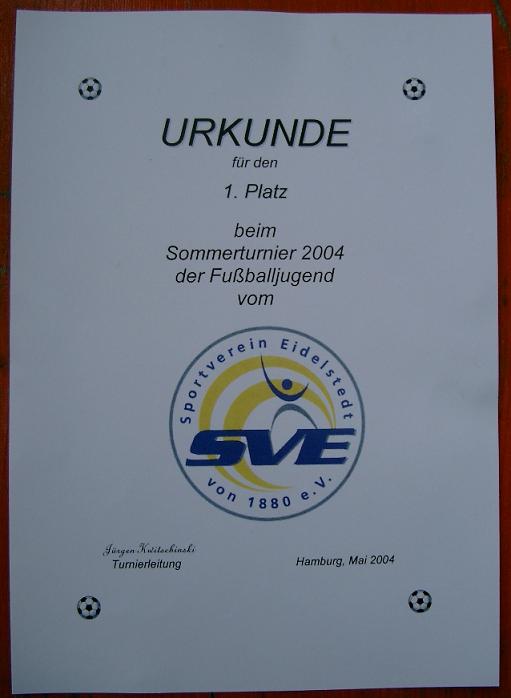 URKUNDE
für den
1. Platz
beim
Sommerturnier 2004
der Fußballjugend
vom
Sportverein Eidelstedt
SVE
von 1880 e.V.
Jürgen Kwitschinski
Turnierleitung
Hamburg, Mai 2004